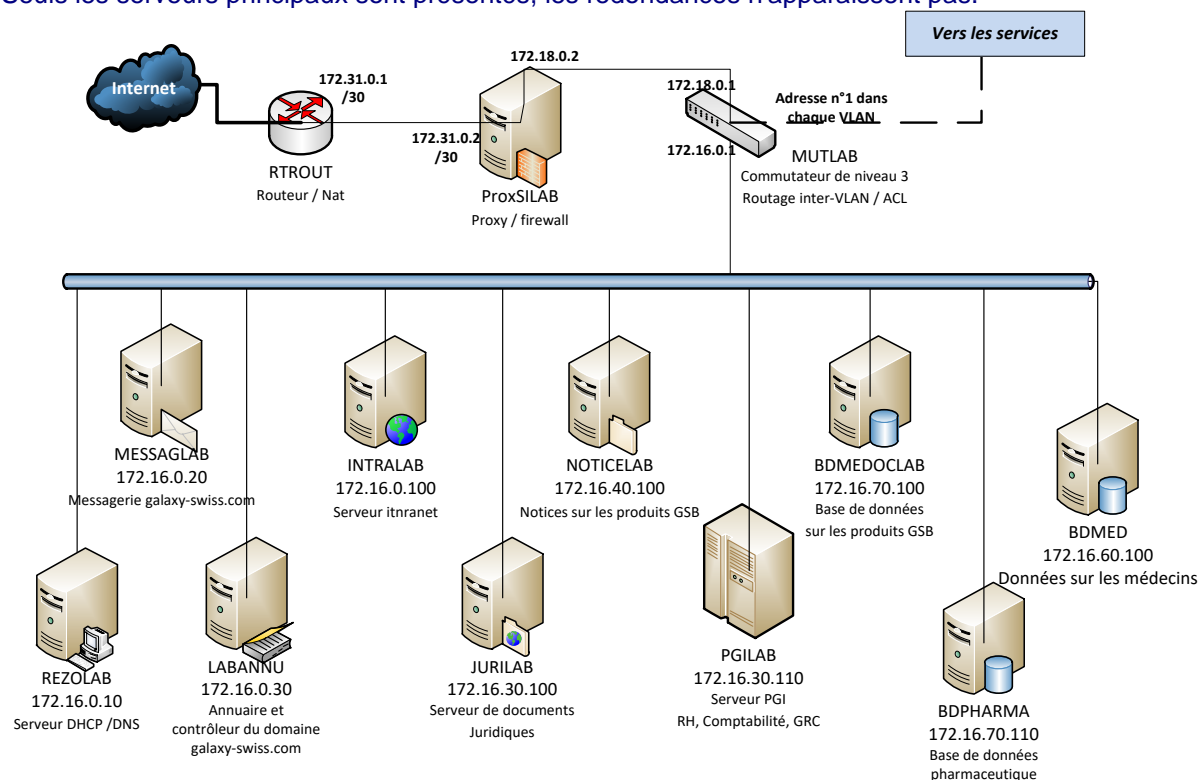 Seuls les serveurs principaux sont présentés, les redondances n'apparaissent pas.
Vers les services
Internet
172.31.0.1
/30
172.18.0.2
172.18.0.1
Adresse n°1 dans
chaque VLAN
172.31.0.2
/30
172.16.0.1
RTROUT
Routeur / Nat
ProxSILAB
Proxy / firewall
MUTLAB
Commutateur de niveau 3
Routage inter-VLAN / ACL
MESSAGLAB
172.16.0.20
Messagerie galaxy-swiss.com
INTRALAB
172.16.0.100
Serveur itnranet
NOTICELAB
172.16.40.100
Notices sur les produits GSB
BDMEDOCLAB
172.16.70.100
Base de données
sur les produits GSB
BDMED
172.16.60.100
Données sur les médecins
REZOLAB
172.16.0.10
Serveur DHCP /DNS
LABANNU
172.16.0.30
Annuaire et
contrôleur du domaine
galaxy-swiss.com
JURILAB
172.16.30.100
Serveur de documents
Juridiques
PGILAB
172.16.30.110
Serveur PGI
RH, Comptabilité, GRC
BDPHARMA
172.16.70.110
Base de données
pharmaceutique